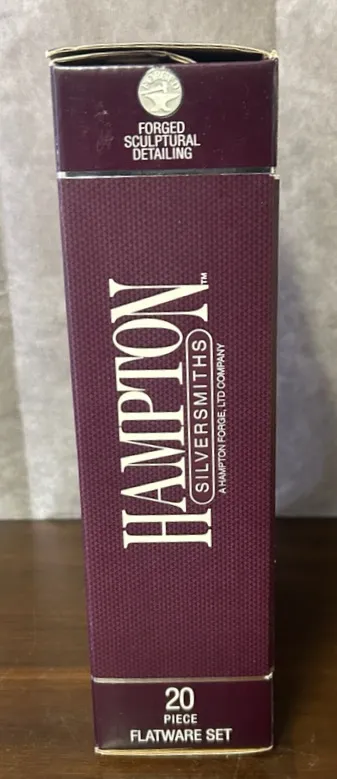 FORGED
SCULPTURAL
DETAILING
HAMPTON™
SILVERSMITHS
A HAMPTON FORGE, LTD COMPANY
20
PIECE
FLATWARE SET